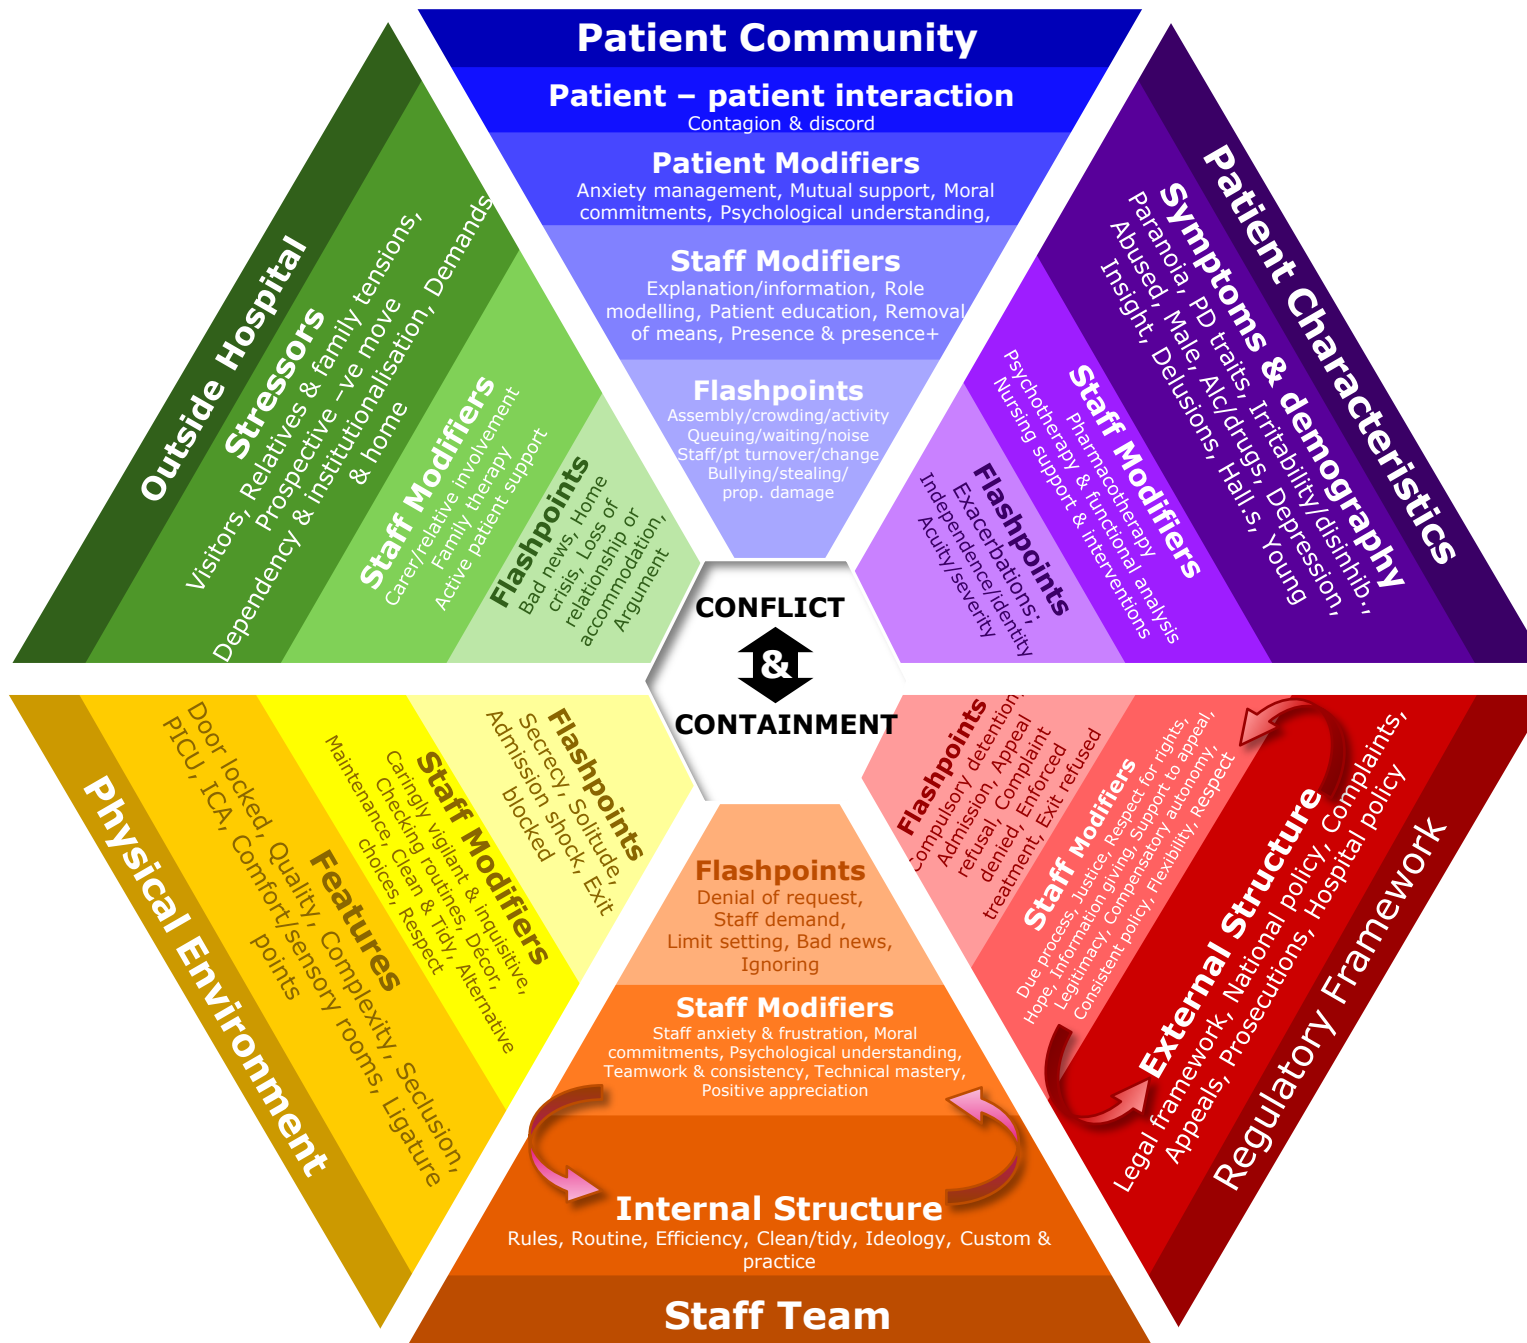 Patient Community
Patient – patient interaction
Contagion & discord
Patient Modifiers
Anxiety management, Mutual support, Moral
commitments, Psychological understanding,
Staff Modifiers
Explanation/information, Role
modelling, Patient education, Removal
of means, Presence & presence+
Flashpoints
Assembly/crowding/activity
Queuing/waiting/noise
Staff/pt turnover/change
Bullying/stealing/
prop. damage
Patient Characteristics
Symptoms & demography
Paranoia, PD traits, Irritability/disinhib.,
Abused, Male, Alc/drugs, Depression,
Insight, Delusions, Hall.s, Young
Staff Modifiers
Pharmacotherapy
Psychotherapy & functional analysis
Nursing support & interventions
Flashpoints
Exacerbations;
Independence/identity
Acuity/severity
Regulatory Framework
External Structure
Legal framework, National policy, Complaints,
Appeals, Prosecutions, Hospital policy
Staff Modifiers
Due process, Justice, Respect for rights,
Hope, Information giving, Support to appeal,
Legitimacy, Compensatory autonomy,
Consistent policy, Flexibility, Respect
Flashpoints
Compulsory detention,
Admission, Appeal
refusal, Complaint
denied, Enforced
treatment, Exit refused
Flashpoints
Denial of request,
Staff demand,
Limit setting, Bad news,
Ignoring
Staff Modifiers
Staff anxiety & frustration, Moral
commitments, Psychological understanding,
Teamwork & consistency, Technical mastery,
Positive appreciation
Internal Structure
Rules, Routine, Efficiency, Clean/tidy, Ideology, Custom &
practice
Staff Team
Physical Environment
Features
Door locked, Quality, Complexity, Seclusion,
PICU, ICA, Comfort/sensory rooms, Ligature
points
Staff Modifiers
Caringly vigilant & inquisitive,
Checking routines, Décor,
Maintenance, Clean & Tidy, Alternative
choices, Respect
Flashpoints
Secrecy, Solitude,
Admission shock, Exit
blocked
Outside Hospital
Stressors
Visitors, Relatives & family tensions,
Prospective –ve move
Dependency & institutionalisation, Demands
& home
Staff Modifiers
Carer/relative involvement
Family therapy
Active patient support
Flashpoints
Bad news, Home
crisis, Loss of
relationship or
accommodation,
Argument
CONFLICT
&
CONTAINMENT